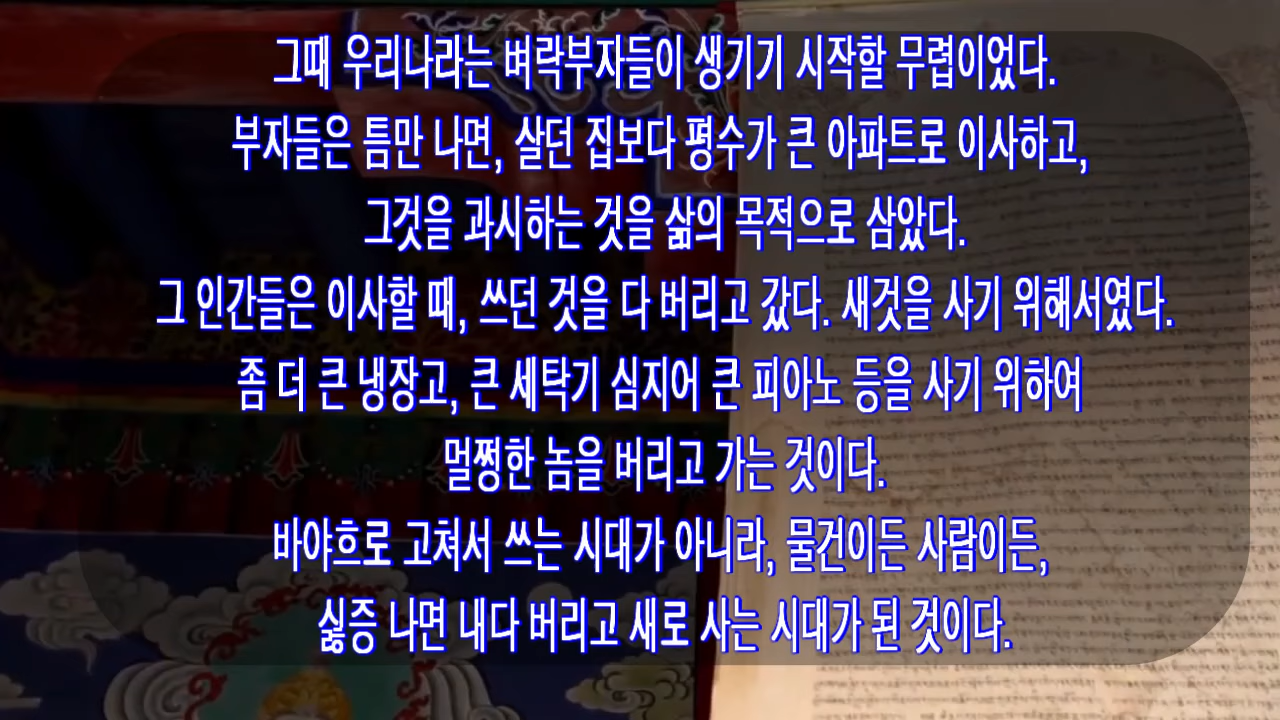 그때 우리나라는 벼락부자들이 생기기 시작할 무렵이었다.
부자들은 틈만 나면, 살던 집보다 평수가 큰 아파트로 이사하고,
그것을 과시하는 것을 삶의 목적으로 삼았다.
그 인간들은 이사할 때, 쓰던 것을 다 버리고 갔다. 새것을 사기 위해서였다.
좀 더 큰 냉장고, 큰 세탁기 심지어 큰 피아노 등을 사기 위하여
멀쩡한 놈을 버리고 가는 것이다.
바야흐로 고쳐서 쓰는 시대가 아니라, 물건이든 사람이든,
싫증 나면 내다 버리고 새로 사는 시대가 된 것이다.